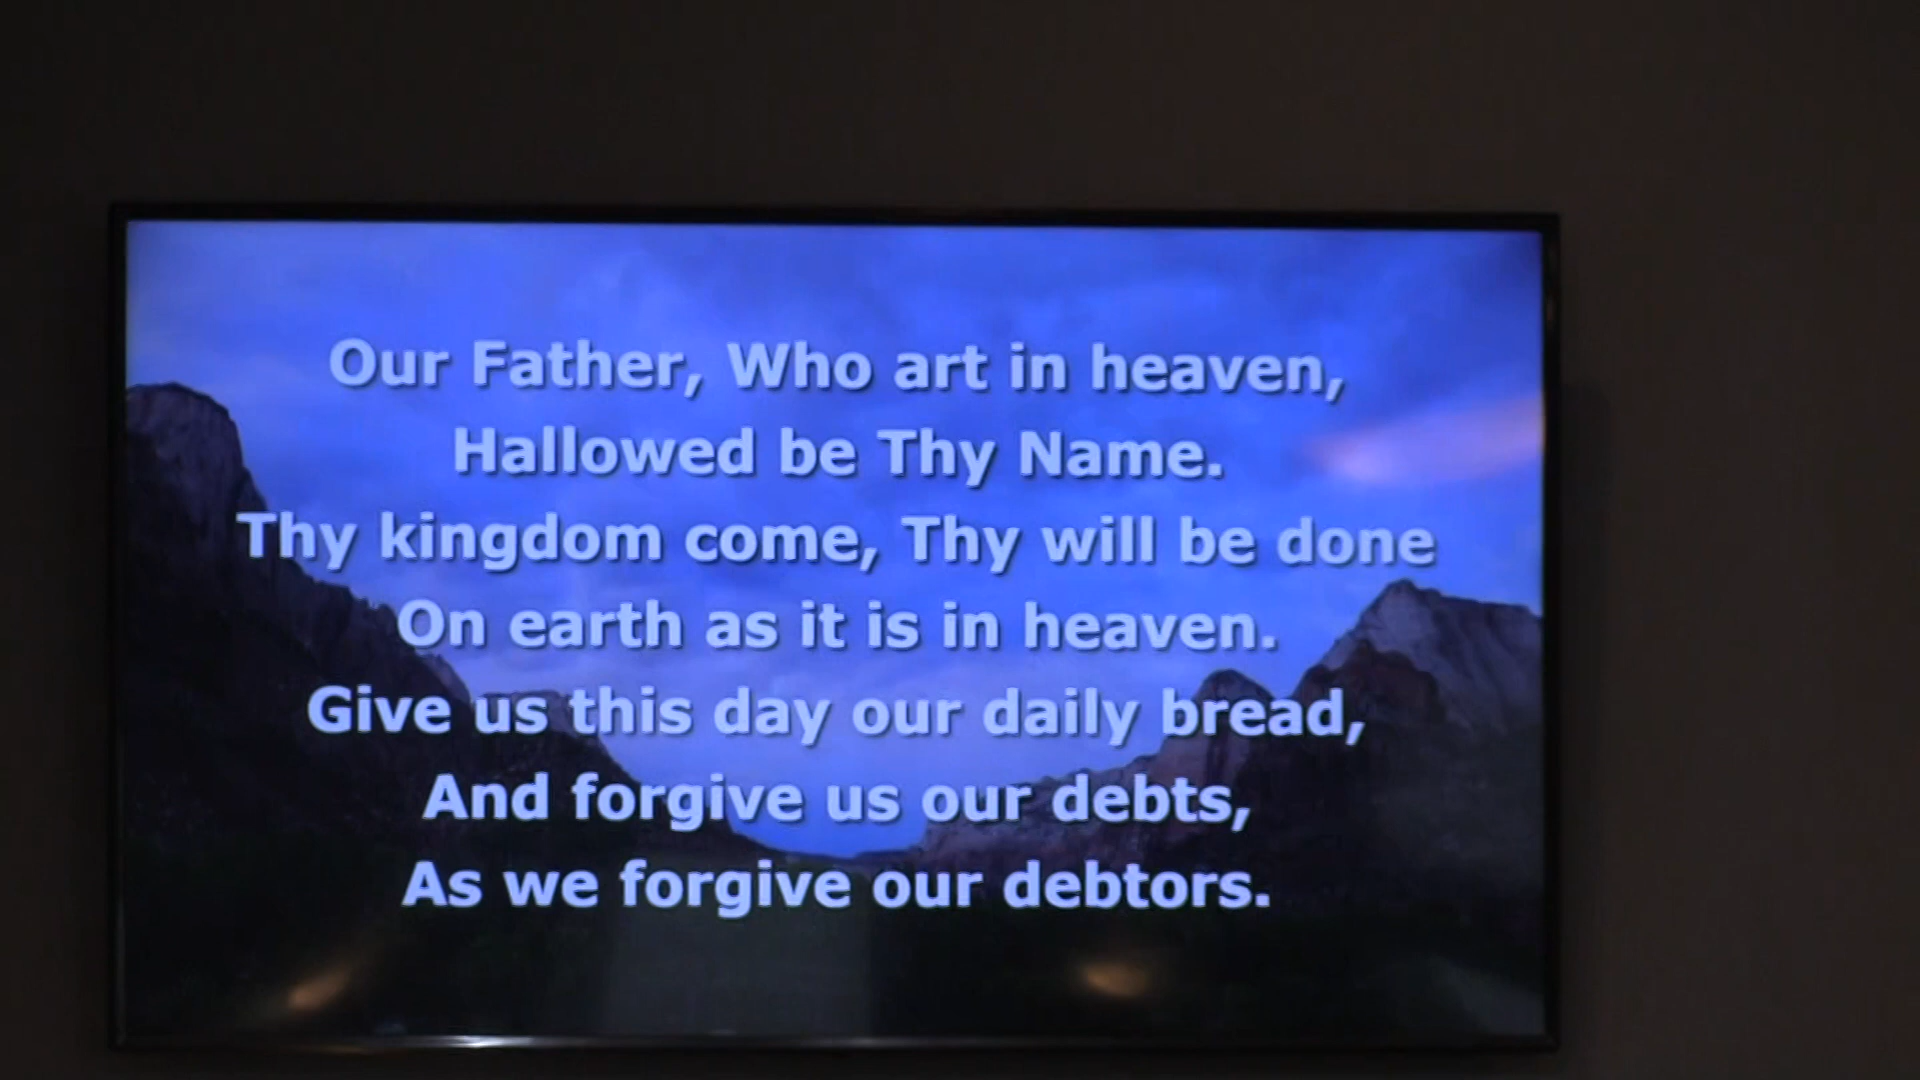 Our Father, Who art in heaven,
Hallowed be Thy Name.
Thy kingdom come, Thy will be done
On earth as it is in heaven.
Give us this day our daily bread,
And forgive us our debts,
As we forgive our debtors.